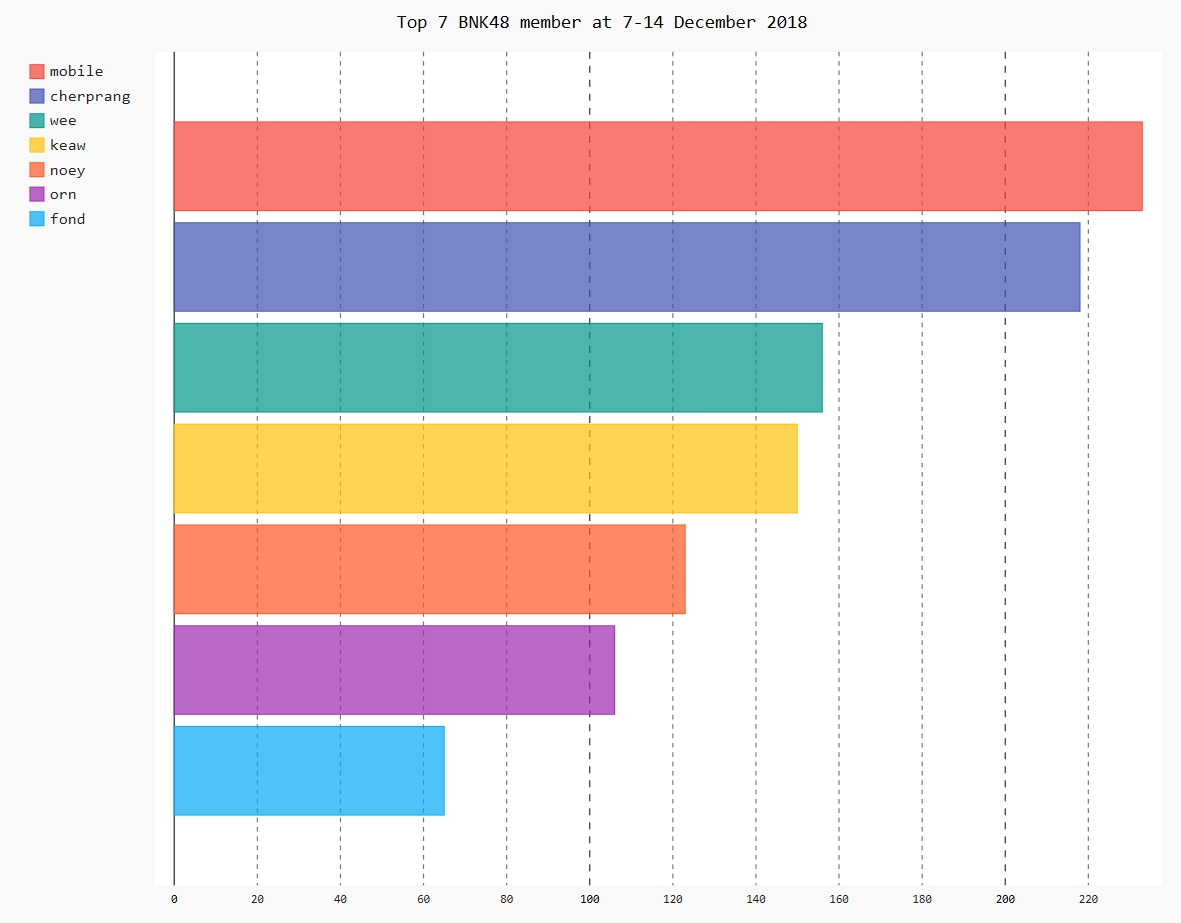 Top 7 BNK48 member at 7-14 December 2018
mobile
cherprang
wee
keaw
noey
orn
fond
0 20 40 60 80 100 120 140 160 180 200 220